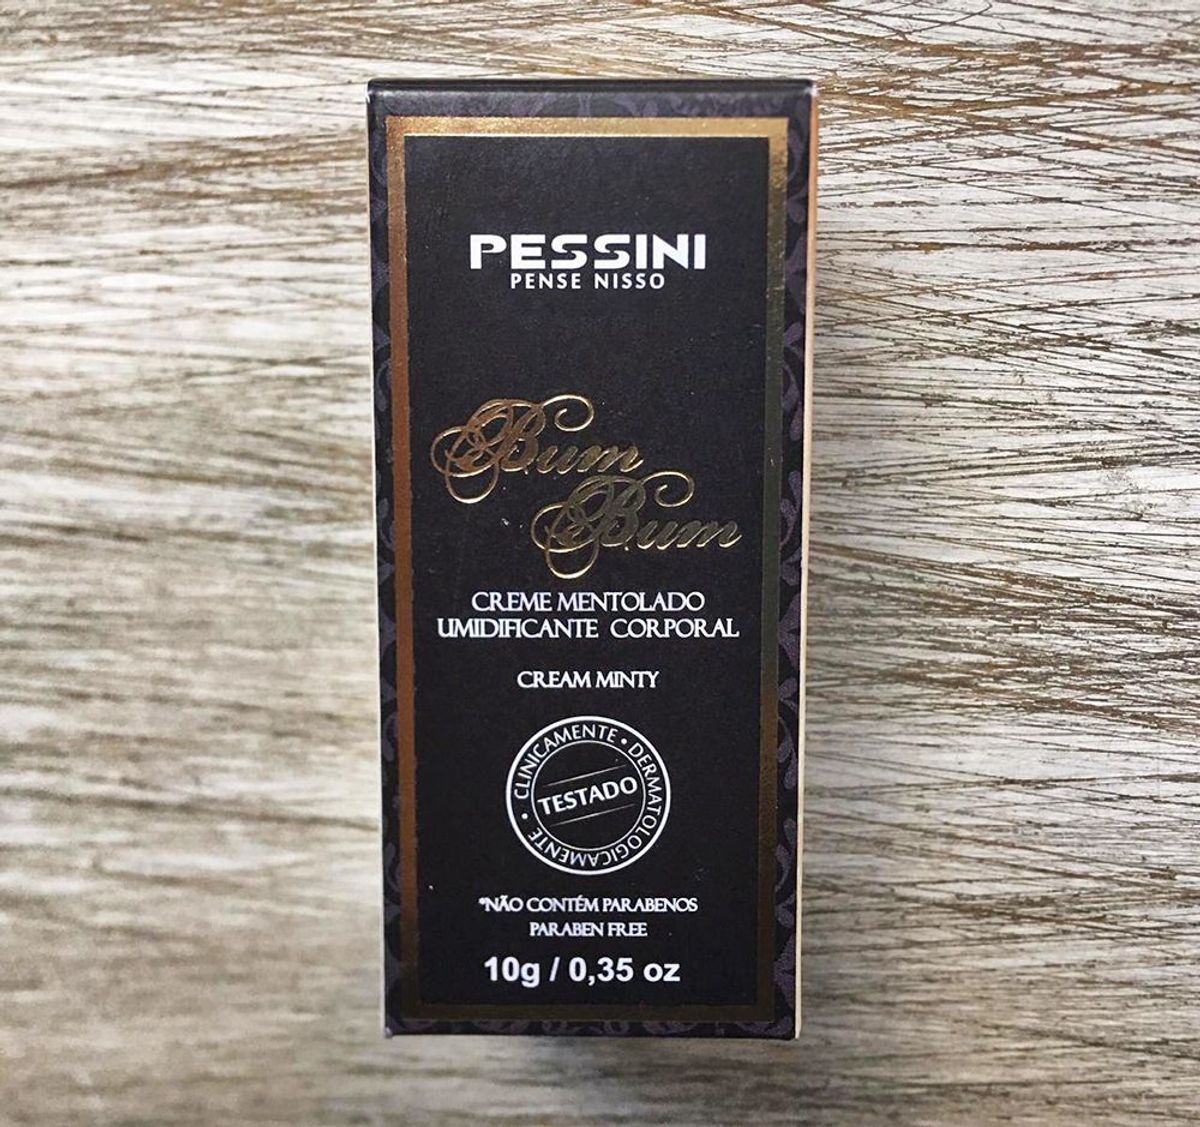 PESSINI
PENSE NISSO
Bum
Bum
CREME MENTOLADO
UMIDIFICANTE CORPORAL
CREAM MINTY
CLINICAMENTE • DERMATOLOGICAMENTE •
TESTADO
*NÃO CONTÉM PARABENOS
PARABEN FREE
10g / 0,35 oz